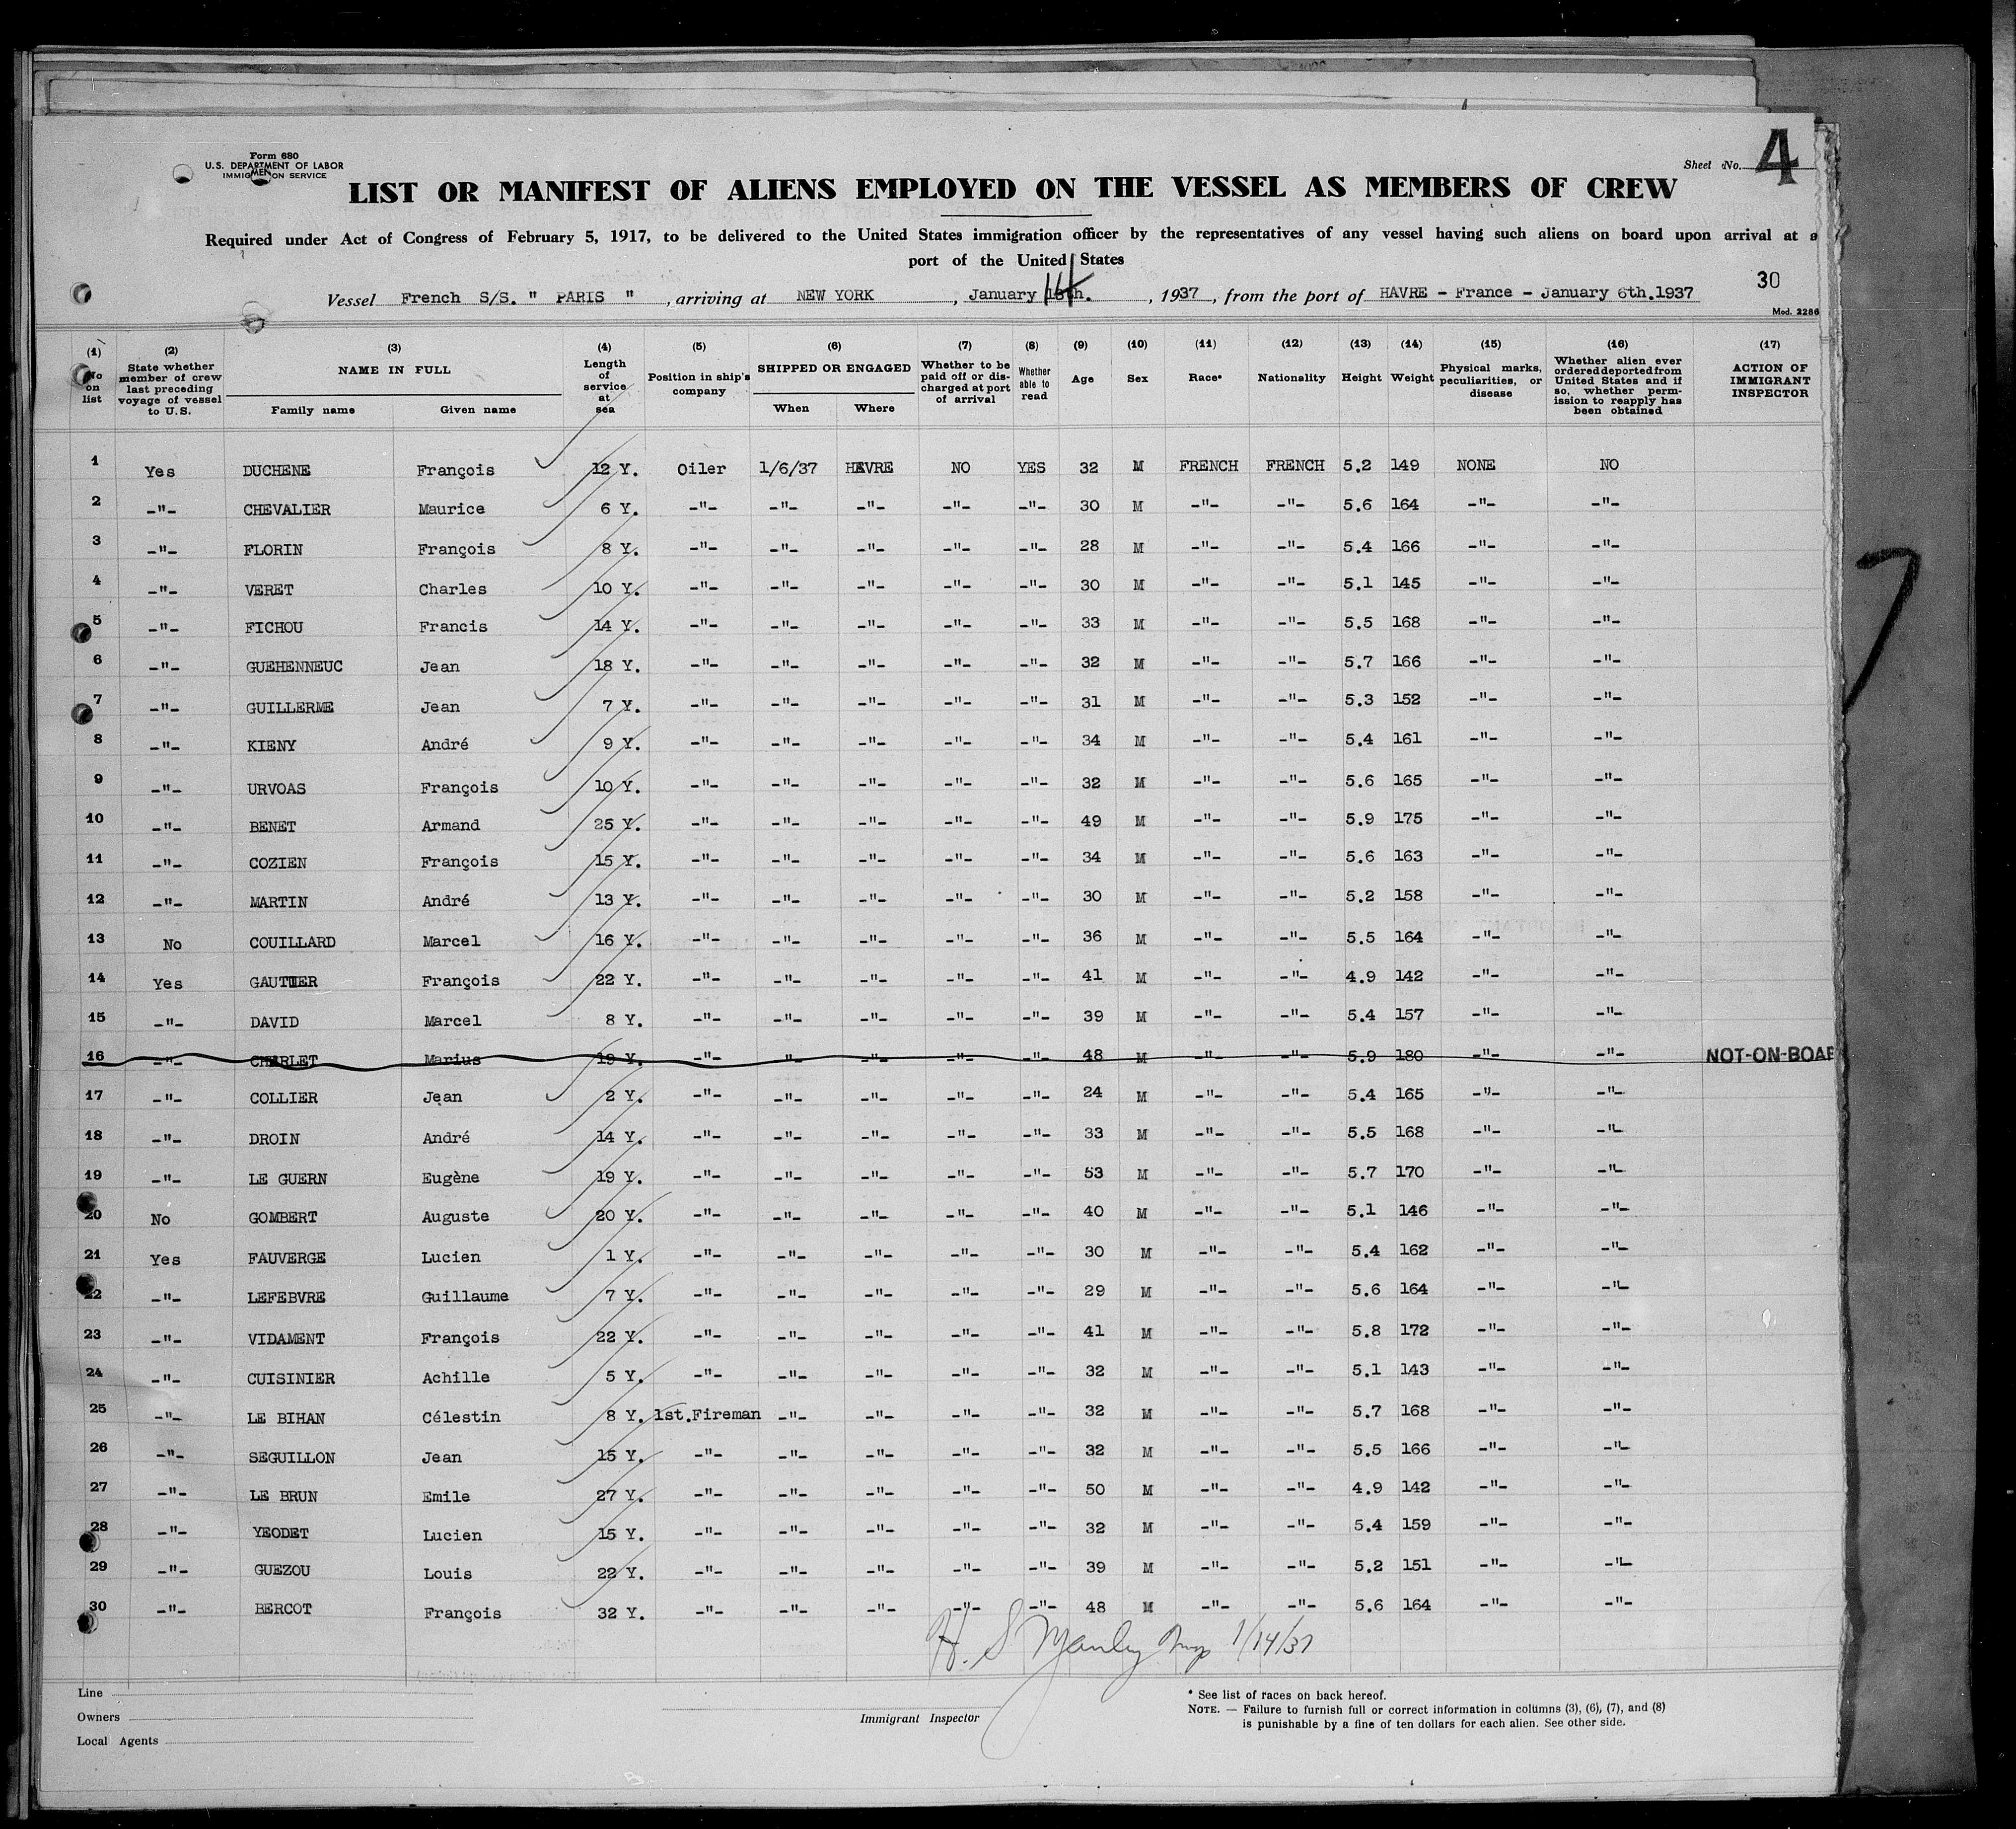 Form 680
U.S. DEPARTMENT OF LABOR
IMMIGRATION SERVICE
Sheet No. 4
LIST OR MANIFEST OF ALIENS EMPLOYED ON THE VESSEL AS MEMBERS OF CREW
Required under Act of Congress of February 5, 1917, to be delivered to the United States immigration officer by the representatives of any vessel having such aliens on board upon arrival at a
port of the United States
30
Vessel French S/S. " PARIS " , arriving at NEW YORK , January 14th. , 1937 , from the port of HAVRE - France - January 6th.1937
Mod. 2286
(1) No on list
(2) State whether member of crew last preceding voyage of vessel to U.S.
(3) NAME IN FULL Family name Given name
(4) Length of service at sea
(5) Position in ship's company
(6) SHIPPED OR ENGAGED When Where
(7) Whether to be paid off or discharged at port of arrival
(8) Whether able to read
(9) Age
(10) Sex
(11) Race*
(12) Nationality
(13) Height
(14) Weight
(15) Physical marks, peculiarities, or disease
(16) Whether alien ever ordered deported from United States and if so, whether permission to reapply has been obtained
(17) ACTION OF IMMIGRANT INSPECTOR
1 Yes DUCHENE François 12 Y. Oiler 1/6/37 HAVRE NO YES 32 M FRENCH FRENCH 5.2 149 NONE NO
2 -"- CHEVALIER Maurice 6 Y. -"- -"- -"- -"- -"- 30 M -"- -"- 5.6 164 -"- -"-
3 -"- FLORIN François 8 Y. -"- -"- -"- -"- -"- 28 M -"- -"- 5.4 166 -"- -"-
4 -"- VERET Charles 10 Y. -"- -"- -"- -"- -"- 30 M -"- -"- 5.1 145 -"- -"-
5 -"- FICHOU Francis 14 Y. -"- -"- -"- -"- -"- 33 M -"- -"- 5.5 168 -"- -"-
6 -"- GUEHENNEUC Jean 18 Y. -"- -"- -"- -"- -"- 32 M -"- -"- 5.7 166 -"- -"-
7 -"- GUILLERME Jean 7 Y. -"- -"- -"- -"- -"- 31 M -"- -"- 5.3 152 -"- -"-
8 -"- KIENY André 9 Y. -"- -"- -"- -"- -"- 34 M -"- -"- 5.4 161 -"- -"-
9 -"- URVOAS François 10 Y. -"- -"- -"- -"- -"- 32 M -"- -"- 5.6 165 -"- -"-
10 -"- BENET Armand 25 Y. -"- -"- -"- -"- -"- 49 M -"- -"- 5.9 175 -"- -"-
11 -"- COZIEN François 15 Y. -"- -"- -"- -"- -"- 34 M -"- -"- 5.6 163 -"- -"-
12 -"- MARTIN André 13 Y. -"- -"- -"- -"- -"- 30 M -"- -"- 5.2 158 -"- -"-
13 No COUILLARD Marcel 16 Y. -"- -"- -"- -"- -"- 36 M -"- -"- 5.5 164 -"- -"-
14 Yes GAUTIER François 22 Y. -"- -"- -"- -"- -"- 41 M -"- -"- 4.9 142 -"- -"-
15 -"- DAVID Marcel 8 Y. -"- -"- -"- -"- -"- 39 M -"- -"- 5.4 157 -"- -"-
16 -"- CHARLET Marius 19 Y. -"- "- -"- -"- -"- 48 M -"- -"- 5.9 180 -"- -"- NOT-ON-BOAR
17 -"- COLLIER Jean 2 Y. -"- -"- -"- -"- -"- 24 M -"- -"- 5.4 165 -"- -"-
18 -"- DROIN André 14 Y. -"- -"- -"- -"- -"- 33 M -"- -"- 5.5 168 -"- -"-
19 -"- LE GUERN Eugène 19 Y. -"- -"- -"- -"- -"- 53 M -"- -"- 5.7 170 -"- -"-
20 No GOMBERT Auguste 20 Y. -"- -"- -"- -"- -"- 40 M -"- -"- 5.1 146 -"- -"-
21 Yes FAUVERGE Lucien 1 Y. -"- -"- -"- -"- -"- 30 M -"- -"- 5.4 162 -"- -"-
22 -"- LEFEBVRE Guillaume 7 Y. -"- -"- -"- -"- -"- 29 M -"- -"- 5.6 164 -"- -"-
23 -"- VIDAMENT François 22 Y. -"- -"- -"- -"- -"- 41 M -"- -"- 5.8 172 -"- -"-
24 -"- CUISINIER Achille 5 Y. -"- -"- -"- -"- -"- 32 M -"- -"- 5.1 143 -"- -"-
25 -"- LE BIHAN Célestin 8 Y. 1st.Fireman -"- -"- -"- -"- 32 M -"- -"- 5.7 168 -"- -"-
26 -"- SEGUILLON Jean 15 Y. -"- -"- -"- -"- -"- 32 M -"- -"- 5.5 166 -"- -"-
27 -"- LE BRUN Emile 27 Y. -"- -"- -"- -"- -"- 50 M -"- -"- 4.9 142 -"- -"-
28 -"- YEODET Lucien 15 Y. -"- -"- -"- -"- -"- 32 M -"- -"- 5.4 159 -"- -"-
29 -"- GUEZOU Louis 22 Y. -"- -"- -"- -"- -"- 39 M -"- -"- 5.2 151 -"- -"-
30 -"- BERCOT François 32 Y. -"- -"- -"- -"- -"- 48 M -"- -"- 5.6 164 -"- -"-
H. S Manley Insp 1/14/37
Line
Owners
Local Agents
Immigrant Inspector
* See list of races on back hereof.
NOTE. — Failure to furnish full or correct information in columns (3), (6), (7), and (8)
is punishable by a fine of ten dollars for each alien. See other side.
7